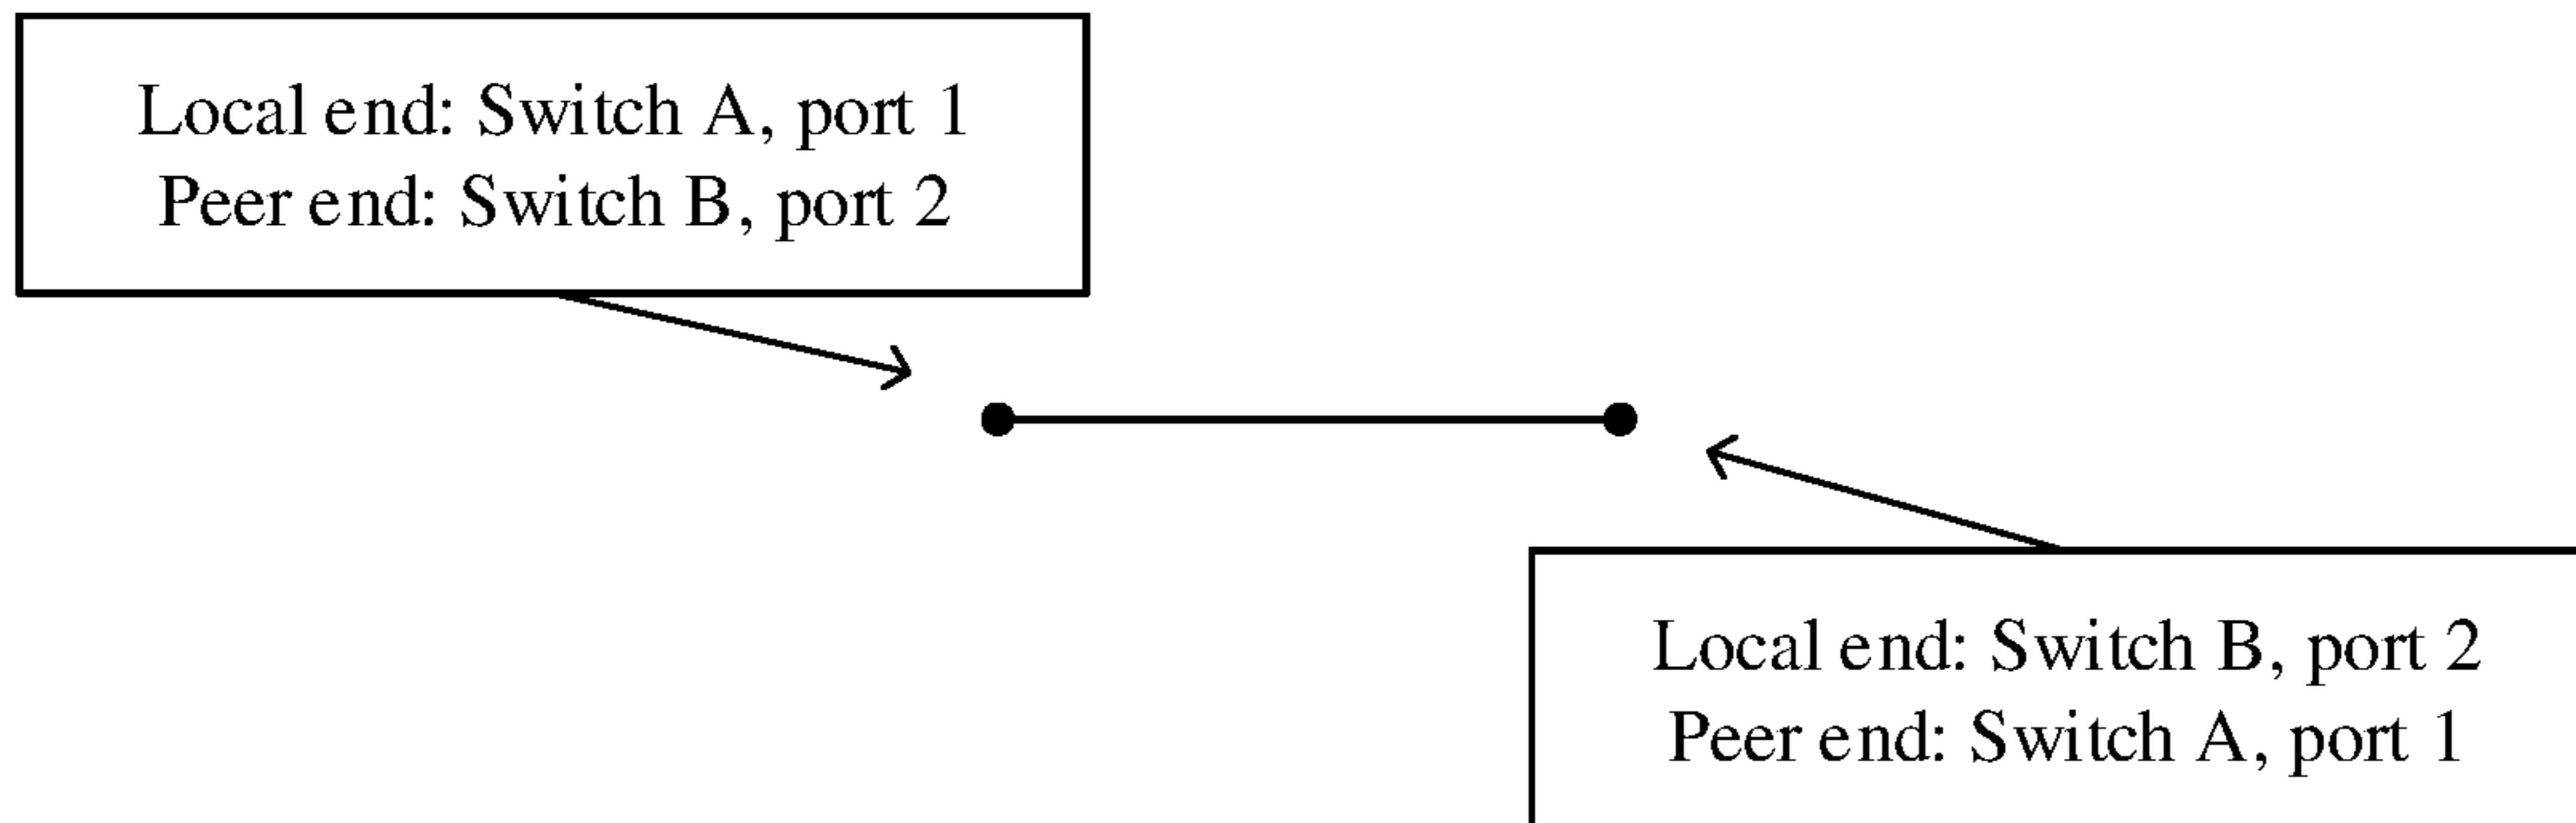 Local end: Switch A, port 1
Peer end: Switch B, port 2
Local end: Switch B, port 2
Peer end: Switch A, port 1